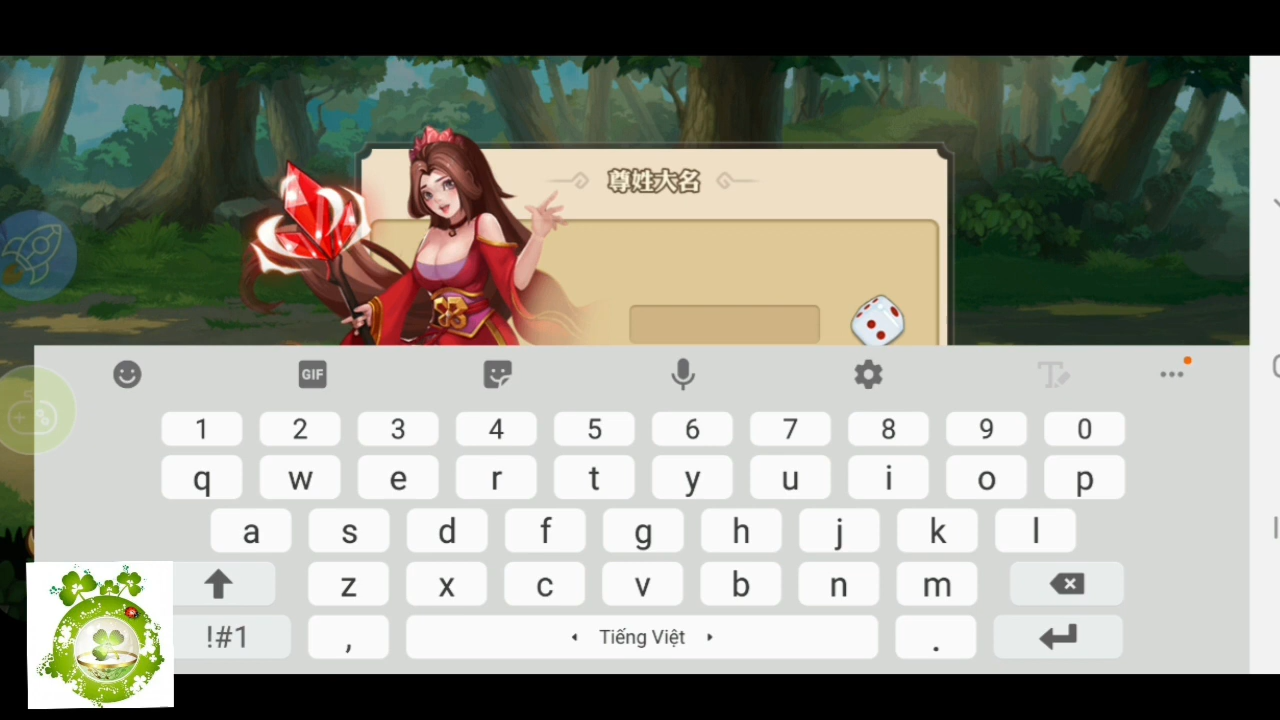 尊姓大名
GIF
1 2 3 4 5 6 7 8 9 0
q w e r t y u i o p
a s d f g h j k l
z x c v b n m
!#1 , Tiếng Việt .